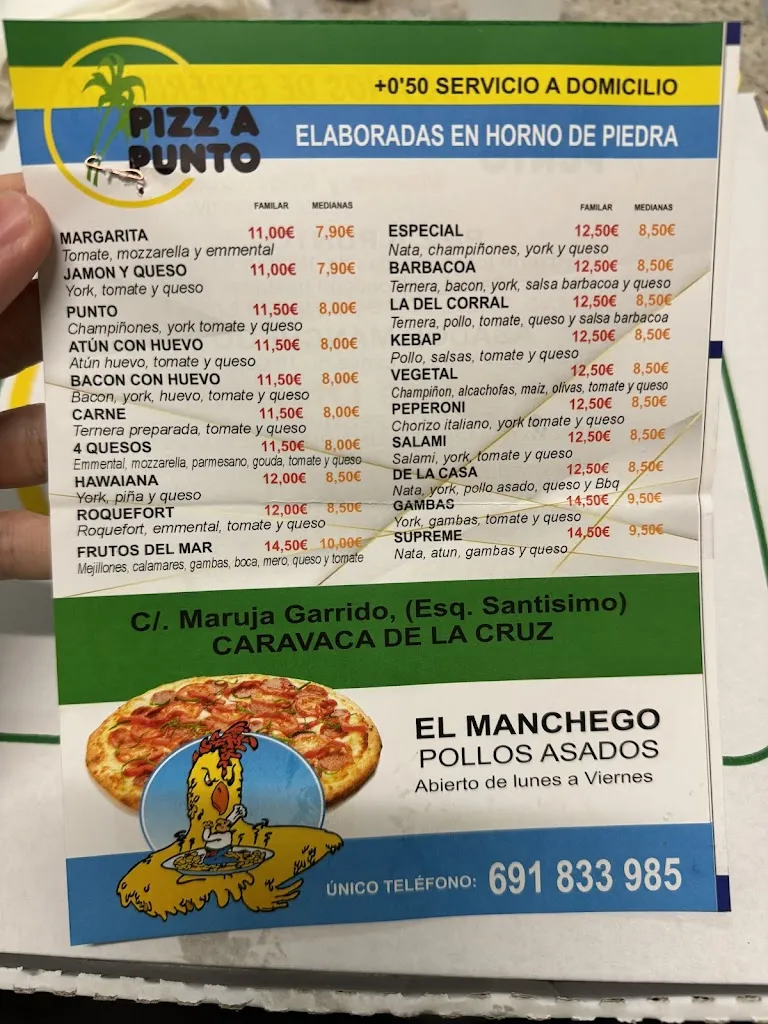 +0'50 SERVICIO A DOMICILIO
PIZZ'A
PUNTO
ELABORADAS EN HORNO DE PIEDRA
FAMILAR MEDIANAS
MARGARITA 11,00€ 7,90€
Tomate, mozzarella y emmental
JAMON Y QUESO 11,00€ 7,90€
York, tomate y queso
PUNTO 11,50€ 8,00€
Champiñones, york tomate y queso
ATÚN CON HUEVO 11,50€ 8,00€
Atún huevo, tomate y queso
BACON CON HUEVO 11,50€ 8,00€
Bacon, york, huevo, tomate y queso
CARNE 11,50€ 8,00€
Ternera preparada, tomate y queso
4 QUESOS 11,50€ 8,00€
Emmental, mozzarella, parmesano, gouda, tomate y queso
HAWAIANA 12,00€ 8,50€
York, piña y queso
ROQUEFORT 12,00€ 8,50€
Roquefort, emmental, tomate y queso
FRUTOS DEL MAR 14,50€ 10,00€
Mejillones, calamares, gambas, boca, mero, queso y tomate
FAMILAR MEDIANAS
ESPECIAL 12,50€ 8,50€
Nata, champiñones, york y queso
BARBACOA 12,50€ 8,50€
Ternera, bacon, york, salsa barbacoa y queso
LA DEL CORRAL 12,50€ 8,50€
Ternera, pollo, tomate, queso y salsa barbacoa
KEBAP 12,50€ 8,50€
Pollo, salsas, tomate y queso
VEGETAL 12,50€ 8,50€
Champiñon, alcachofas, maiz, olivas, tomate y queso
PEPERONI 12,50€ 8,50€
Chorizo italiano, york tomate y queso
SALAMI 12,50€ 8,50€
Salami, york, tomate y queso
DE LA CASA 12,50€ 8,50€
Nata, york, pollo asado, queso y Bbq
GAMBAS 14,50€ 9,50€
York, gambas, tomate y queso
SUPREME 14,50€ 9,50€
Nata, atun, gambas y queso
C/. Maruja Garrido, (Esq. Santisimo)
CARAVACA DE LA CRUZ
EL MANCHEGO
POLLOS ASADOS
Abierto de lunes a Viernes
ÚNICO TELÉFONO: 691 833 985